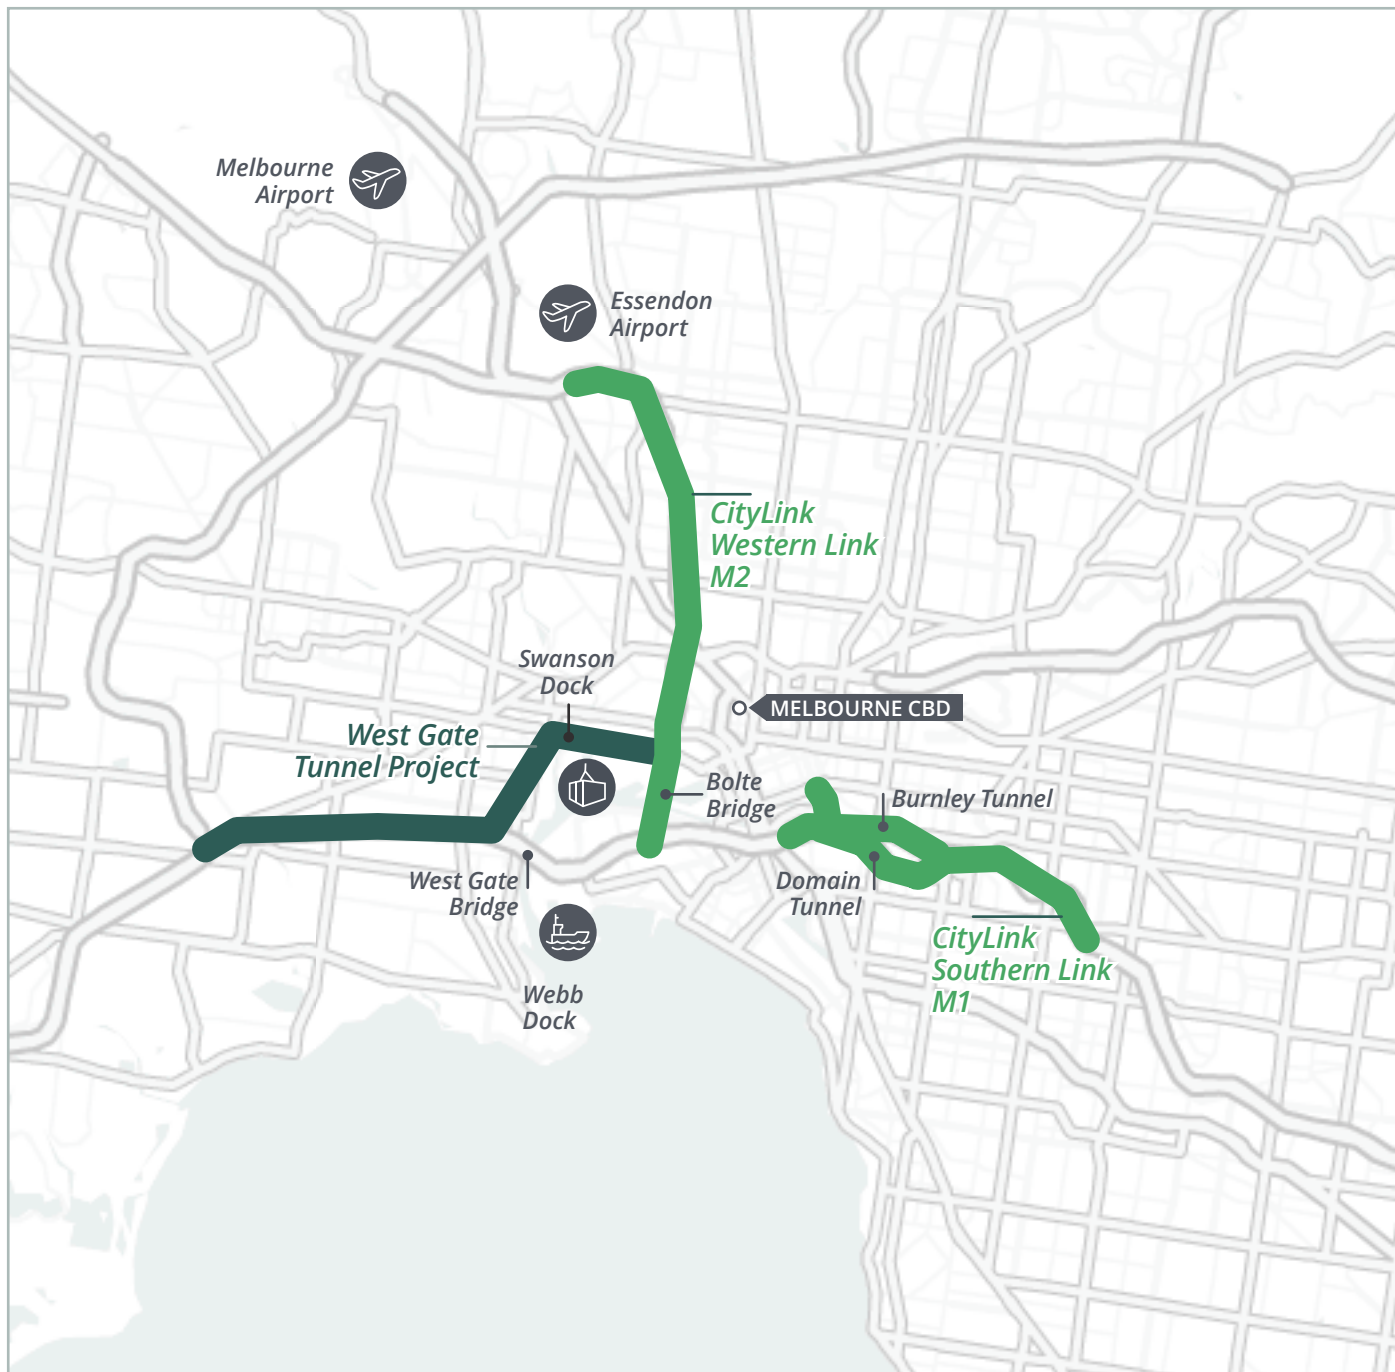 Melbourne
Airport
Essendon
Airport
CityLink
Western Link
M2
Swanson
Dock
MELBOURNE CBD
West Gate
Tunnel Project
Bolte
Bridge
Burnley Tunnel
West Gate
Bridge
Domain
Tunnel
CityLink
Southern Link
M1
Webb
Dock